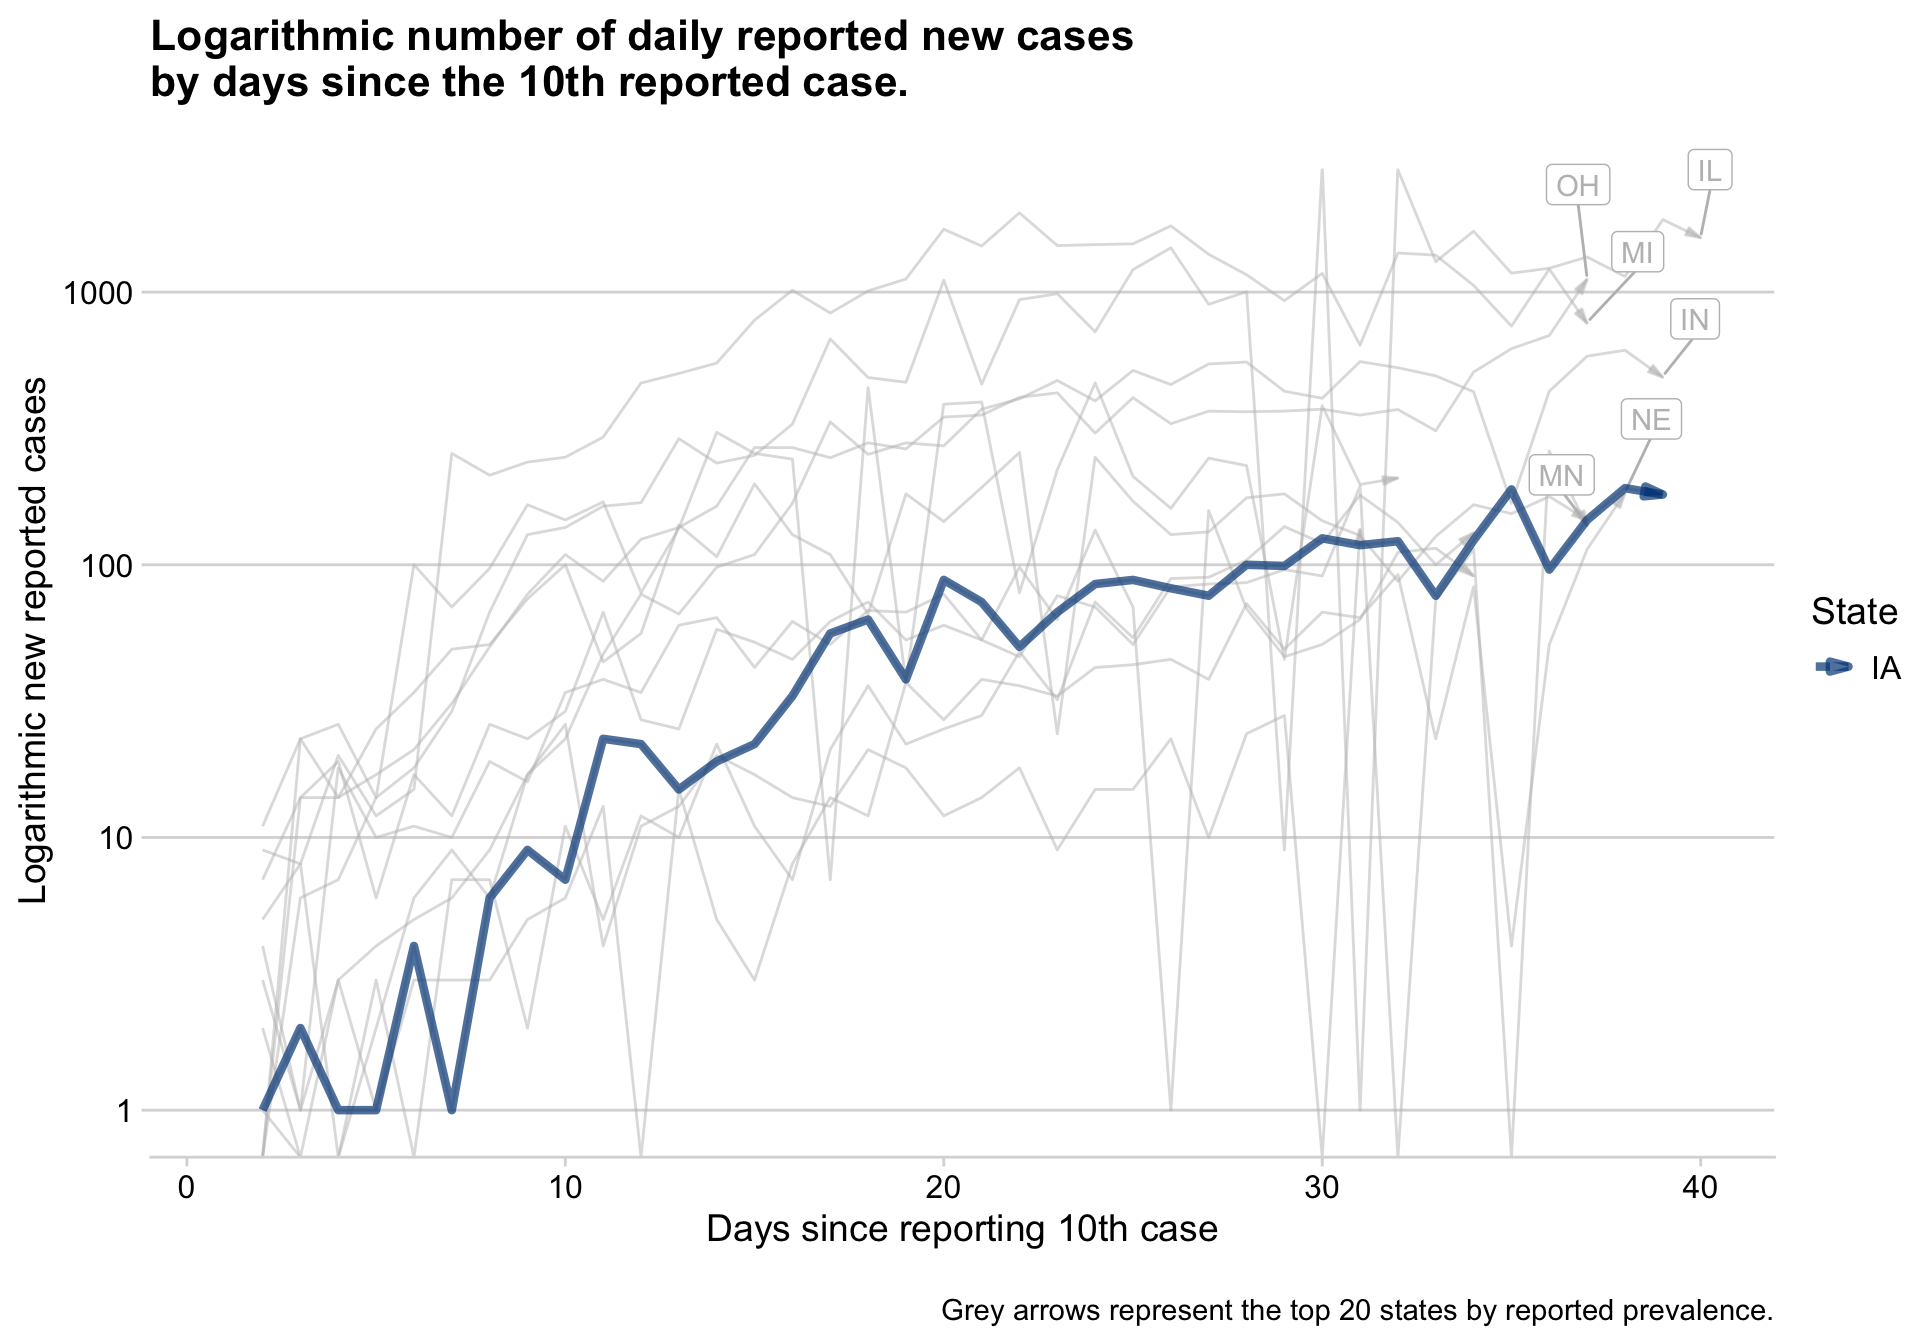 Logarithmic number of daily reported new cases
by days since the 10th reported case.
OH
IL
MI
IN
NE
MN
1000
100
10
1
Logarithmic new reported cases
State
IA
0
10
20
30
40
Days since reporting 10th case
Grey arrows represent the top 20 states by reported prevalence.